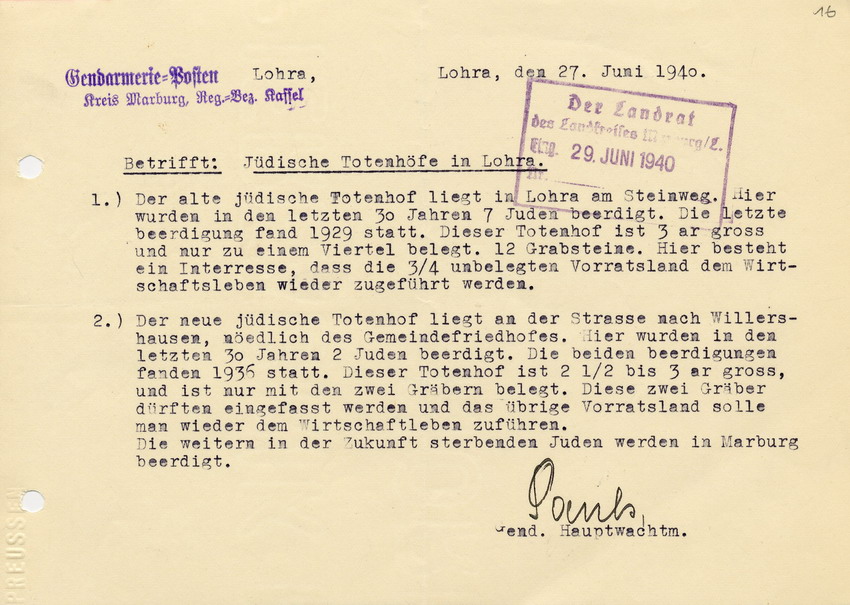 16
Gendarmerie-Posten Lohra, Lohra, den 27. Juni 1940.
Kreis Marburg, Reg.-Bez. Kassel
Der Landrat
des Landkreises Marburg/L.
Eing. 29. JUNI 1940
Nr.
Betrifft: Jüdische Totenhöfe in Lohra.
1.) Der alte jüdische Totenhof liegt in Lohra am Steinweg. Hier
wurden in den letzten 30 Jahren 7 Juden beerdigt. Die letzte
beerdigung fand 1929 statt. Dieser Totenhof ist 3 ar gross
und nur zu einem Viertel belegt. 12 Grabsteine. Hier besteht
ein Interresse, dass die 3/4 unbelegten Vorratsland dem Wirt-
schaftsleben wieder zugeführt werden.
2.) Der neue jüdische Totenhof liegt an der Strasse nach Willers-
hausen, nöedlich des Gemeindefriedhofes. Hier wurden in den
letzten 30 Jahren 2 Juden beerdigt. Die beiden beerdigungen
fanden 1936 statt. Dieser Totenhof ist 2 1/2 bis 3 ar gross,
und ist nur mit den zwei Gräbern belegt. Diese zwei Gräber
dürften eingefasst werden und das übrige Vorratsland solle
man wieder dem Wirtschaftleben zuführen.
Die weitern in der Zukunft sterbenden Juden werden in Marburg
beerdigt.
Gend. Hauptwachtm.
PREUSSEN